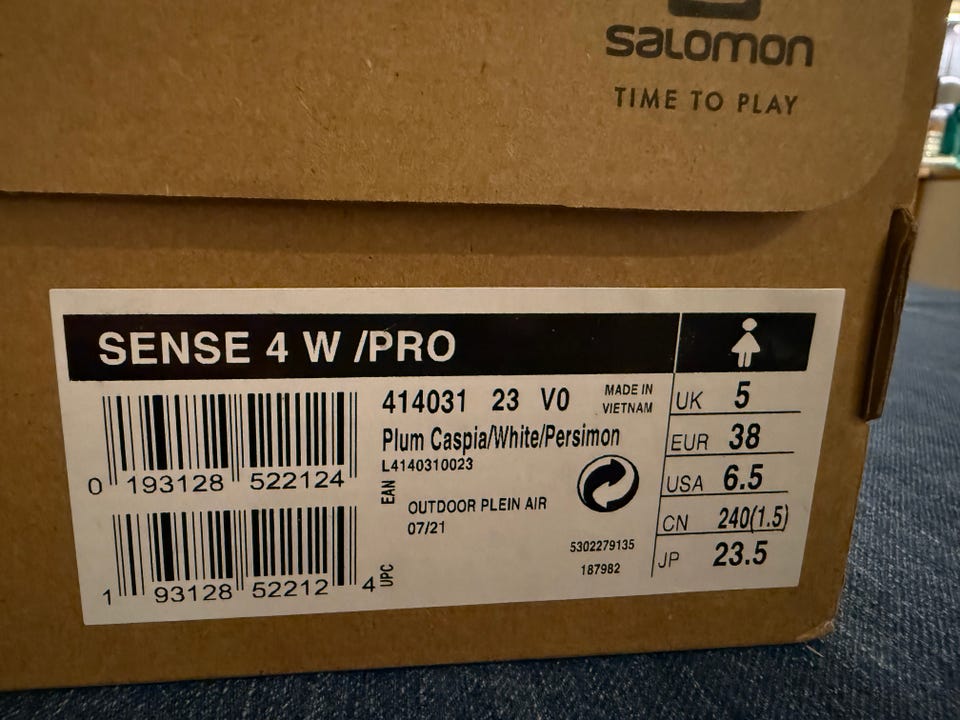 salomon
TIME TO PLAY
SENSE 4 W /PRO
414031 23 V0
MADE IN
VIETNAM
Plum Caspia/White/Persimon
L4140310023
EAN
0 193128 522124
OUTDOOR PLEIN AIR
07/21
5302279135
187982
UPC
1 93128 52212 4
UK 5
EUR 38
USA 6.5
CN 240(1.5)
JP 23.5